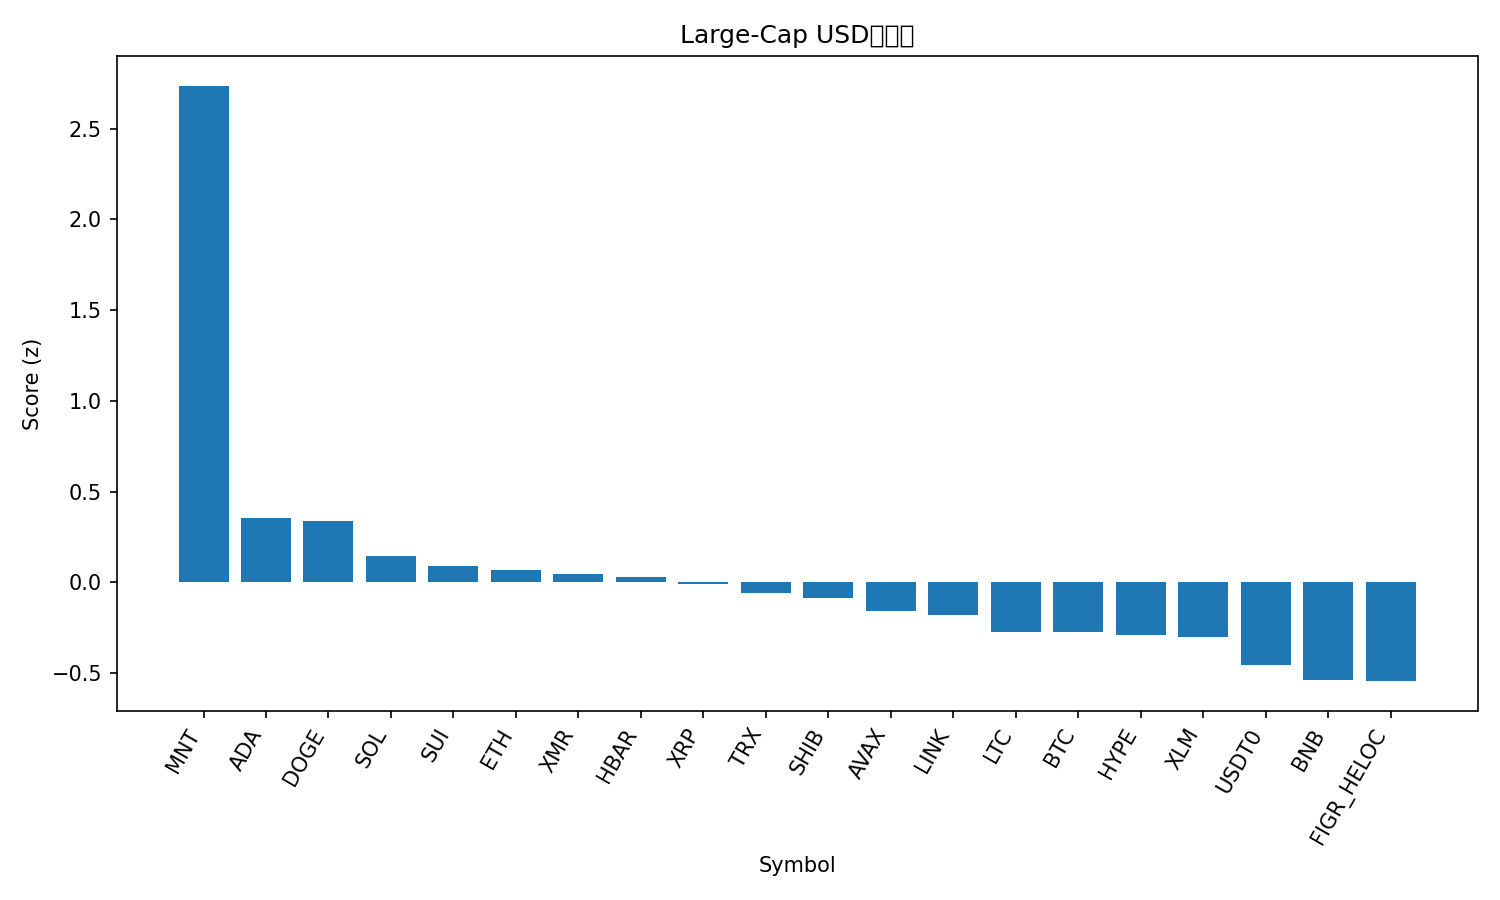 Large-Cap USD
Score (z)
2.5
2.0
1.5
1.0
0.5
0.0
−0.5
MNT
ADA
DOGE
SOL
SUI
ETH
XMR
HBAR
XRP
TRX
SHIB
AVAX
LINK
LTC
BTC
HYPE
XLM
USDT0
BNB
FIGR_HELOC
Symbol